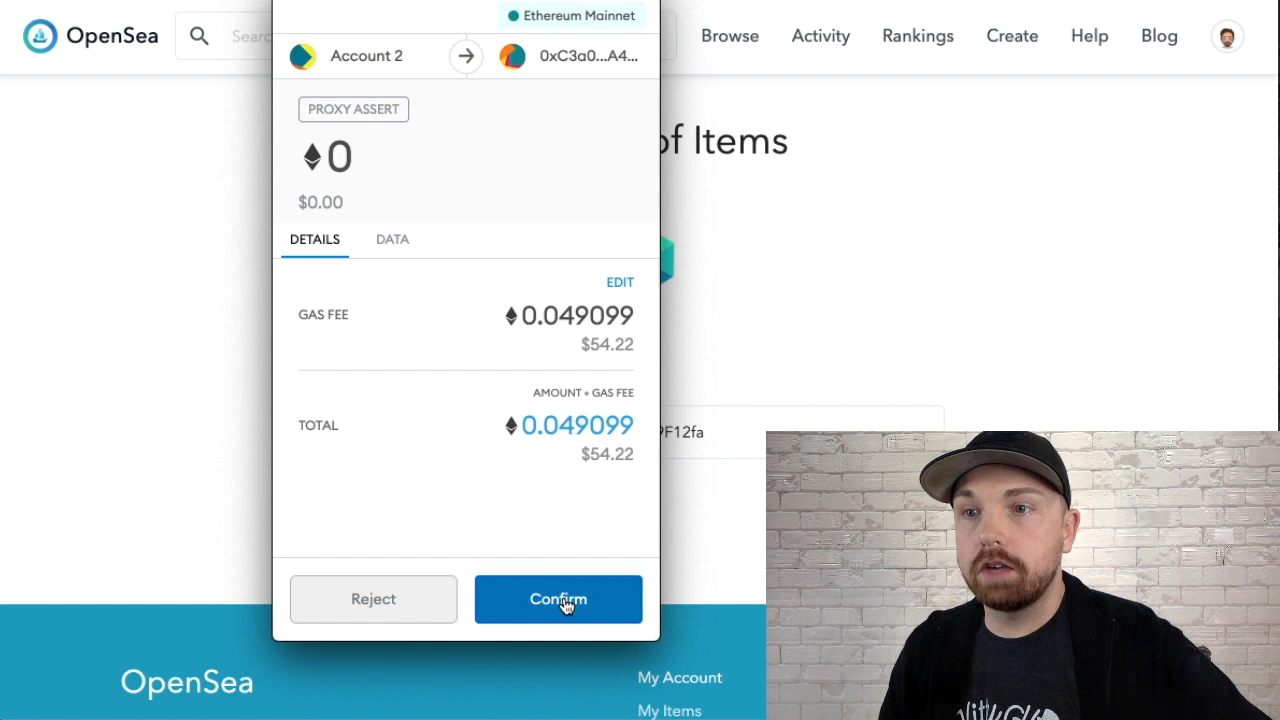 OpenSea
Searc
Browse
Activity
Rankings
Create
Help
Blog
Ethereum Mainnet
Account 2
0xC3a0...A4...
PROXY ASSERT
0
$0.00
of Items
DETAILS
DATA
EDIT
GAS FEE
0.049099
$54.22
AMOUNT + GAS FEE
TOTAL
0.049099
$54.22
9F12fa
Reject
Confirm
OpenSea
My Account
My Items